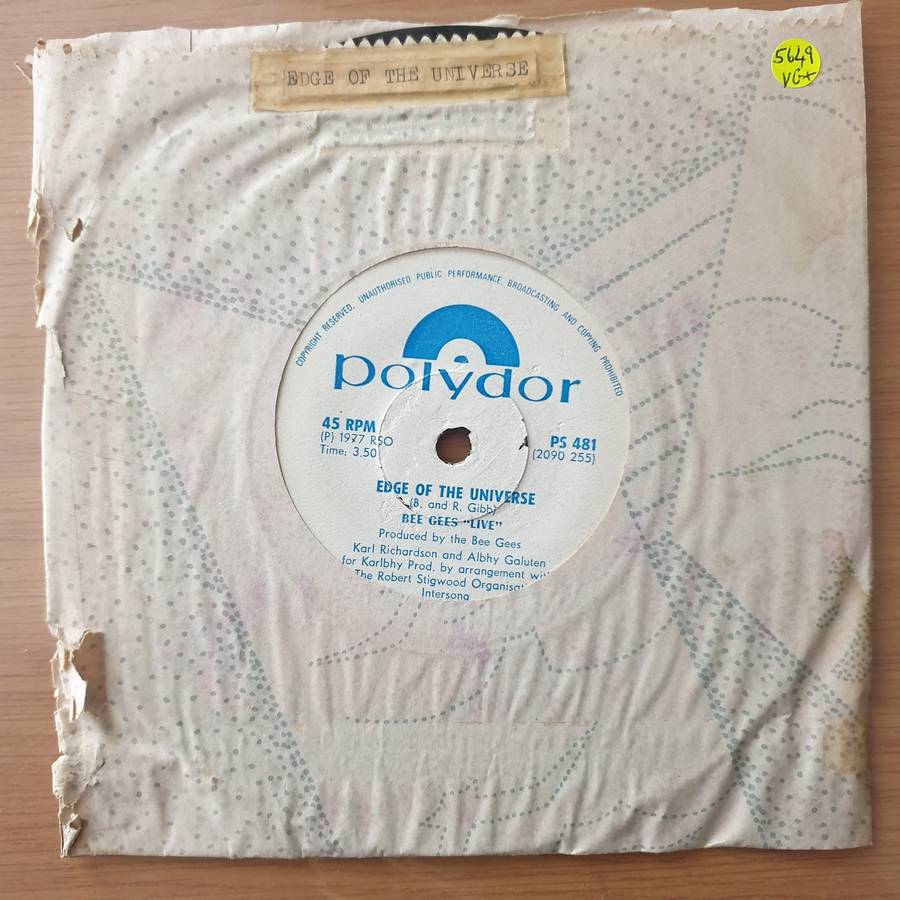 EDGE OF THE UNIVERSE
5649
VG+
COPYRIGHT RESERVED. UNAUTHORISED PUBLIC PERFORMANCE. BROADCASTING AND COPYING PROHIBITED
polydor
45 RPM
(P) 1977 RSO
Time: 3.50
PS 481
(2090 255)
EDGE OF THE UNIVERSE
(B. and R. Gibb)
BEE GEES "LIVE"
Produced by the Bee Gees
Karl Richardson and Albhy Galuten
for Karlbhy Prod. by arrangement with
The Robert Stigwood Organisati
Intersong